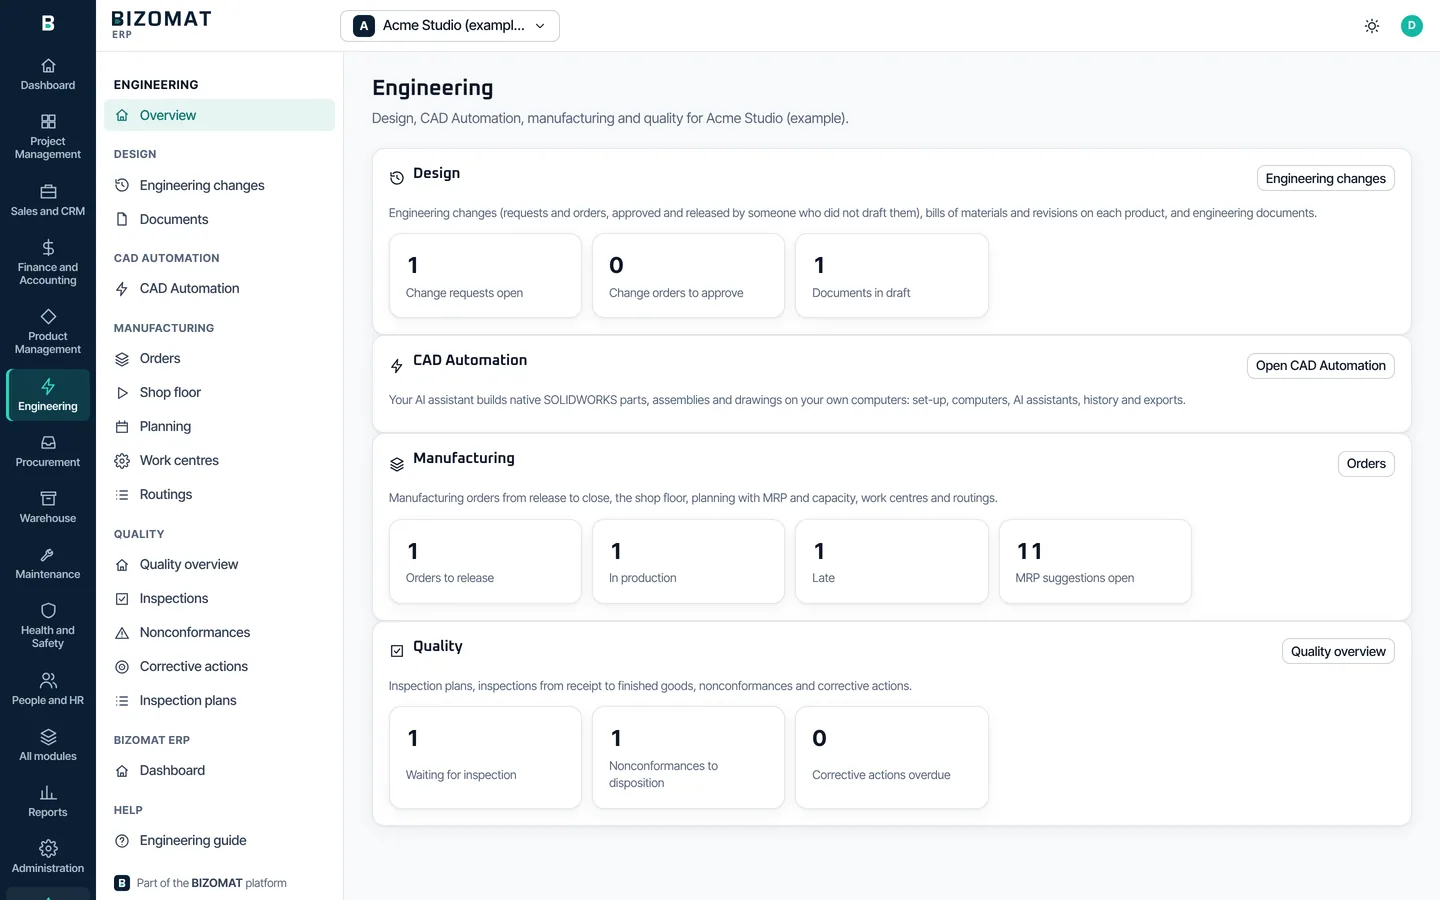 B
Dashboard
Project
Management
Sales and CRM
Finance and
Accounting
Product
Management
Engineering
Procurement
Warehouse
Maintenance
Health and
Safety
People and HR
All modules
Reports
Administration
BIZOMAT
ERP
A Acme Studio (exampl...
D
ENGINEERING
Overview
DESIGN
Engineering changes
Documents
CAD AUTOMATION
CAD Automation
MANUFACTURING
Orders
Shop floor
Planning
Work centres
Routings
QUALITY
Quality overview
Inspections
Nonconformances
Corrective actions
Inspection plans
BIZOMAT ERP
Dashboard
HELP
Engineering guide
B Part of the BIZOMAT platform
Engineering
Design, CAD Automation, manufacturing and quality for Acme Studio (example).
Design
Engineering changes
Engineering changes (requests and orders, approved and released by someone who did not draft them), bills of materials and revisions on each product, and engineering documents.
1
Change requests open
0
Change orders to approve
1
Documents in draft
CAD Automation
Open CAD Automation
Your AI assistant builds native SOLIDWORKS parts, assemblies and drawings on your own computers: set-up, computers, AI assistants, history and exports.
Manufacturing
Orders
Manufacturing orders from release to close, the shop floor, planning with MRP and capacity, work centres and routings.
1
Orders to release
1
In production
1
Late
11
MRP suggestions open
Quality
Quality overview
Inspection plans, inspections from receipt to finished goods, nonconformances and corrective actions.
1
Waiting for inspection
1
Nonconformances to
disposition
0
Corrective actions overdue